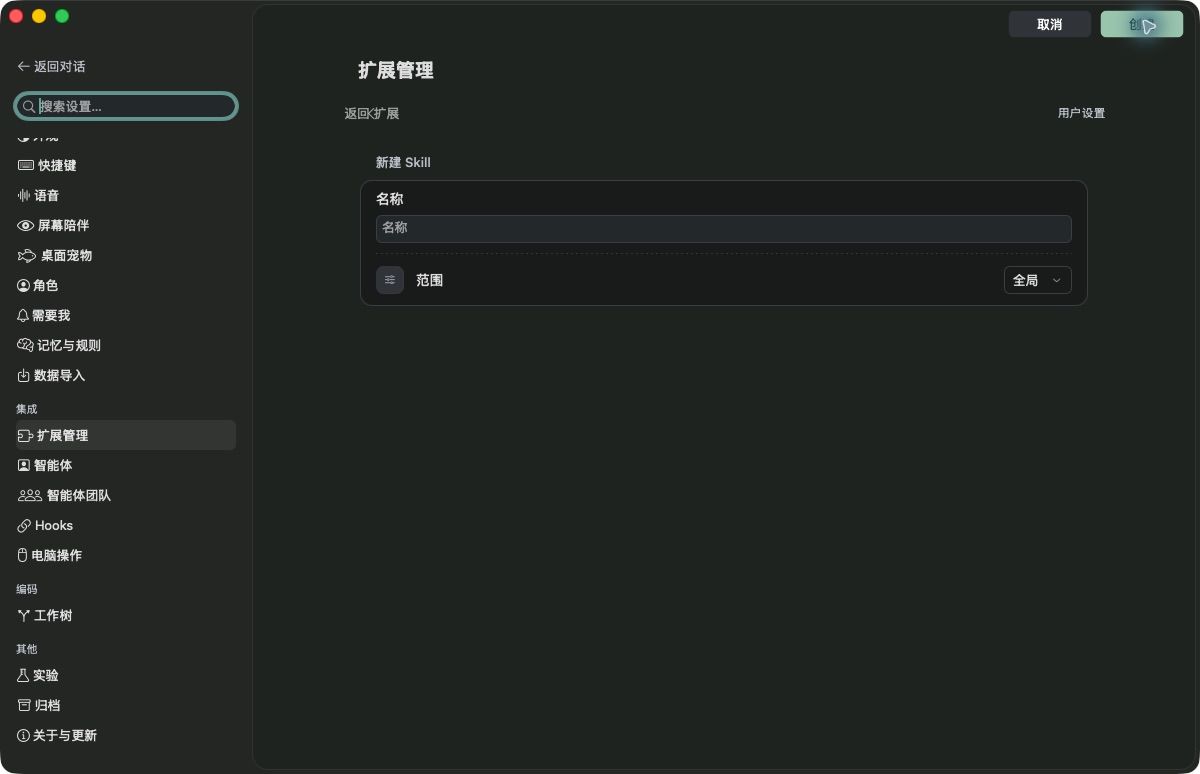 取消
返回对话
扩展管理
搜索设置...
返回扩展
用户设置
快捷键
新建 Skill
语音
名称
屏幕陪伴
名称
桌面宠物
角色
范围
全局
需要我
记忆与规则
数据导入
集成
扩展管理
智能体
智能体团队
Hooks
电脑操作
编码
工作树
其他
实验
归档
关于与更新